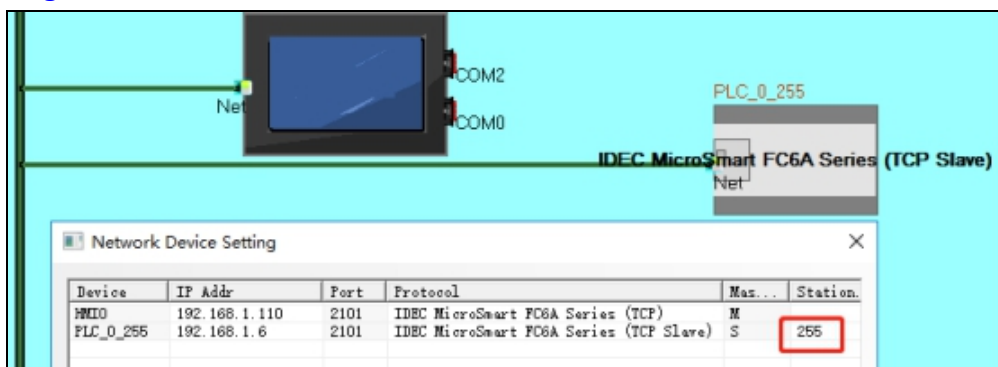 COM2
Net
COM0
PLC_0_255
IDEC MicroSmart FC6A Series (TCP Slave)
Net
Network Device Setting
Device IP Addr Port Protocol Mas... Station.
HMI0 192.168.1.110 2101 IDEC MicroSmart FC6A Series (TCP) M
PLC_0_255 192.168.1.6 2101 IDEC MicroSmart FC6A Series (TCP Slave) S 255